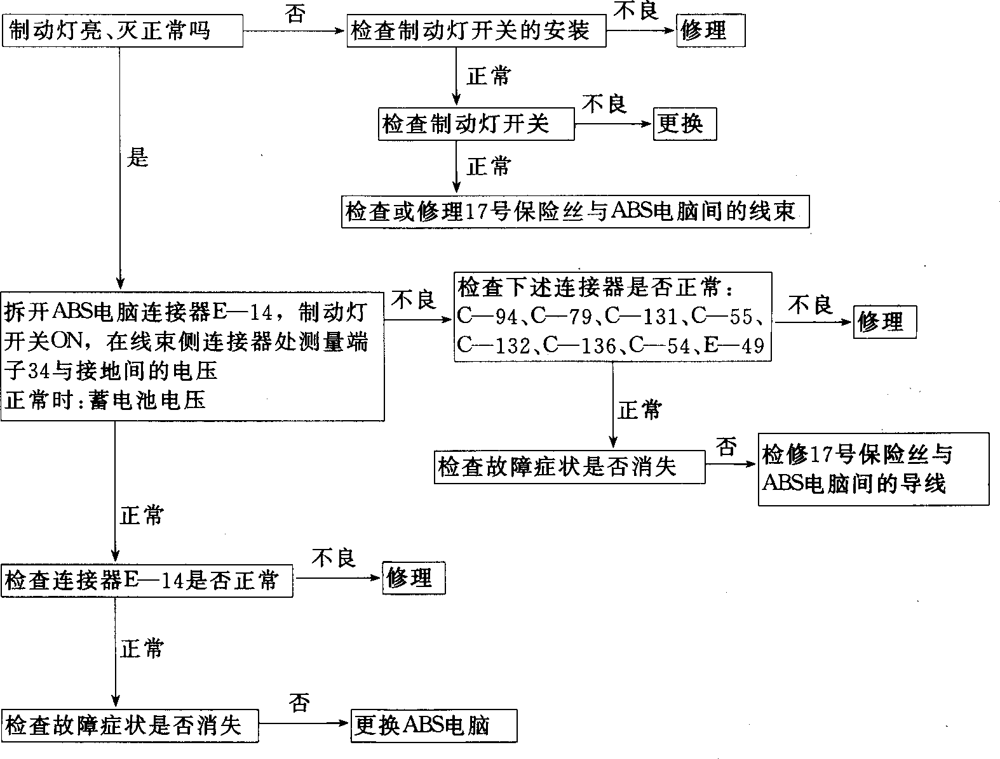 制动灯亮、灭正常吗
否
检查制动灯开关的安装
不良
修理
正常
检查制动灯开关
不良
更换
正常
检查或修理17号保险丝与ABS电脑间的线束
是
拆开ABS电脑连接器E—14，制动灯
开关ON，在线束侧连接器处测量端
子34与接地间的电压
正常时：蓄电池电压
不良
检查下述连接器是否正常：
C—94、C—79、C—131、C—55、
C—132、C—136、C—54、E—49
不良
修理
正常
检查故障症状是否消失
否
检修17号保险丝与
ABS电脑间的导线
正常
检查连接器E—14是否正常
不良
修理
正常
检查故障症状是否消失
否
更换ABS电脑